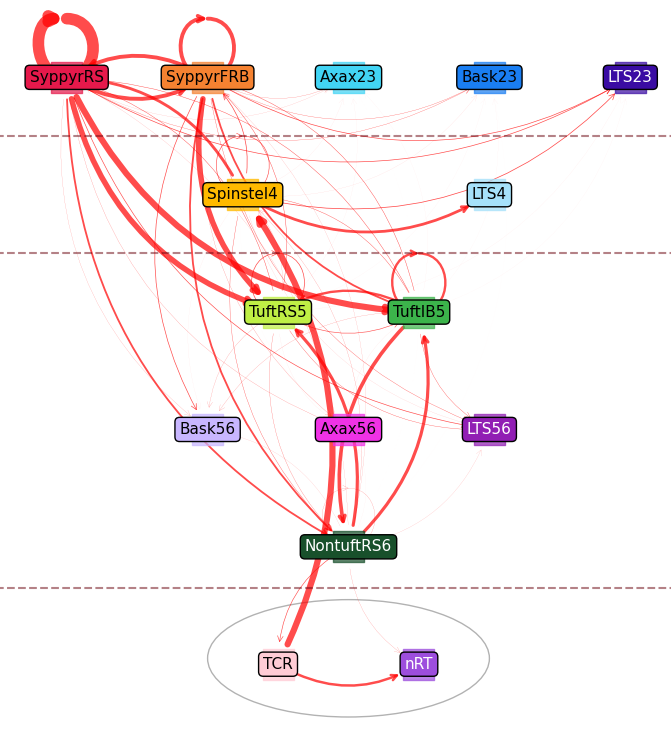 SyppyrRS SyppyrFRB Axax23 Bask23 LTS23
Spinstel4 LTS4
TuftRS5 TuftIB5
Bask56 Axax56 LTS56
NontuftRS6
TCR nRT